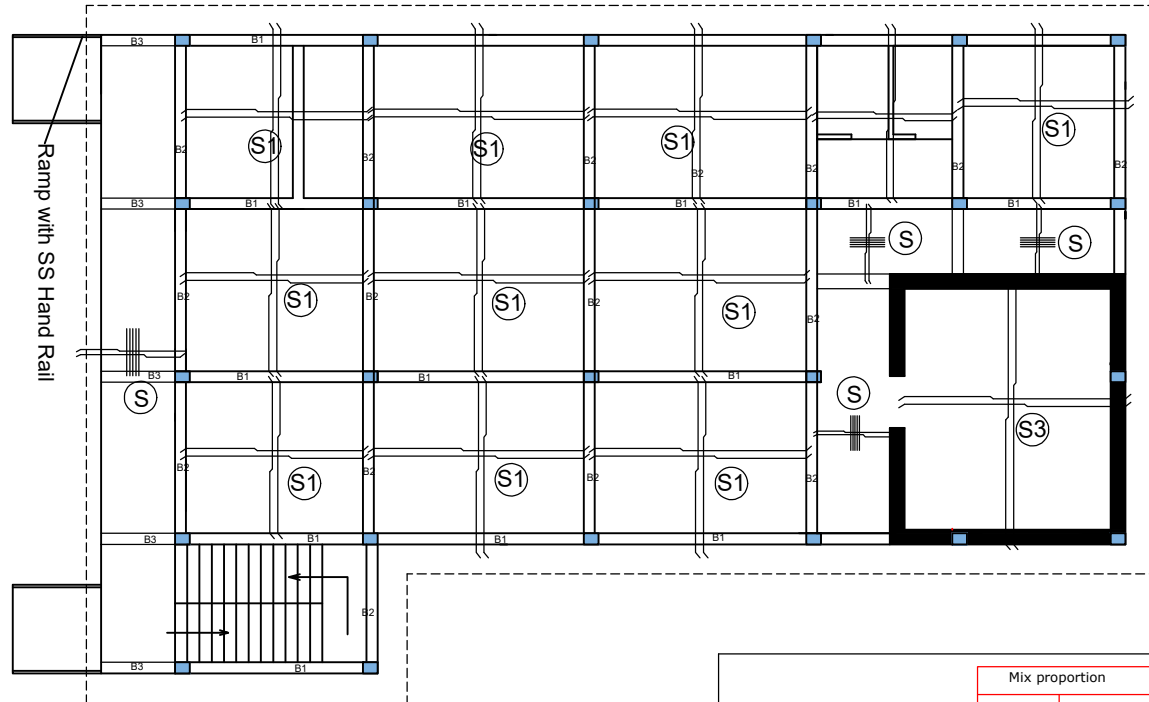 B3 B1
S1 S1 S1 S1
B2 B2 B2 B2 B2 B2 B2
Ramp with SS Hand Rail
B3 B1 B1 B1 B1 B1
S S
S1 S1 S1
B2 B2 B2 B2
B3 B1 B1 B1
S S
S3
B2 B2 B2 B2
S1 S1 S1
B3 B1 B1 B1
B2
B3 B1
Mix proportion